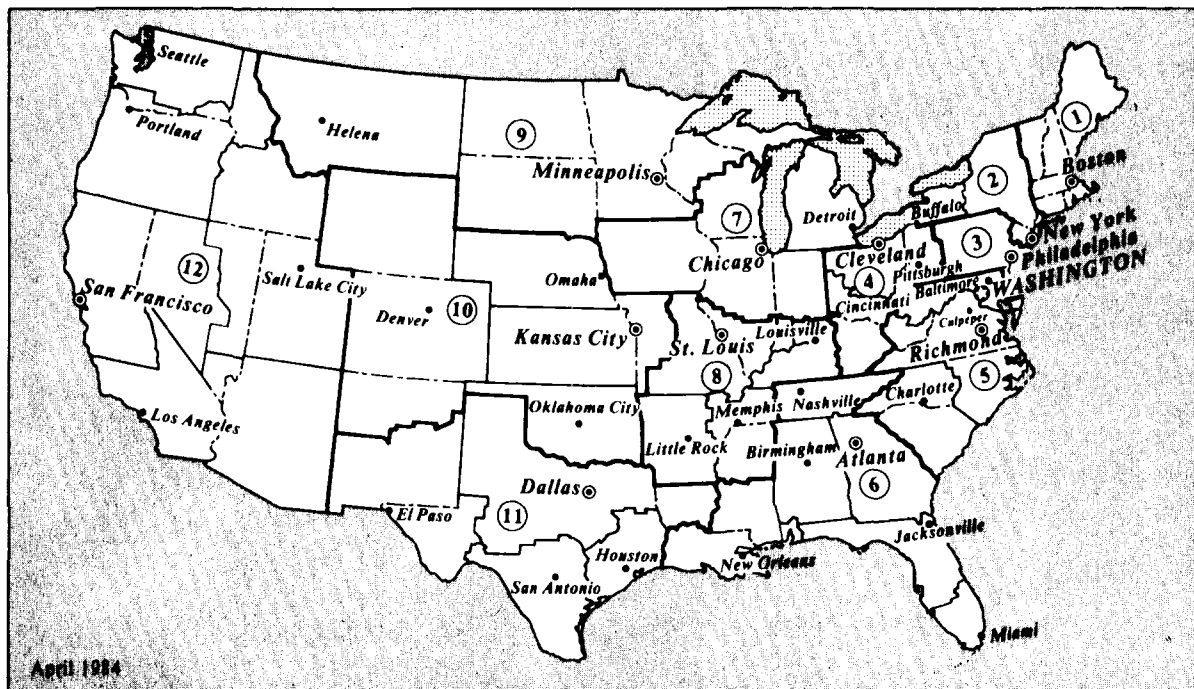 Seattle
Portland
Helena
9
Minneapolis
1
Boston
2
Buffalo
New York
Philadelphia
3
7
Detroit
Chicago
Cleveland
4
Pittsburgh
Baltimore
WASHINGTON
Cincinnati
Culpeper
Richmond
5
12
San Francisco
Salt Lake City
Omaha
Denver
10
Kansas City
St. Louis
Louisville
8
Charlotte
Memphis
Nashville
Los Angeles
Oklahoma City
Little Rock
Birmingham
Atlanta
6
Dallas
El Paso
11
Houston
San Antonio
New Orleans
Jacksonville
Miami
April 1984